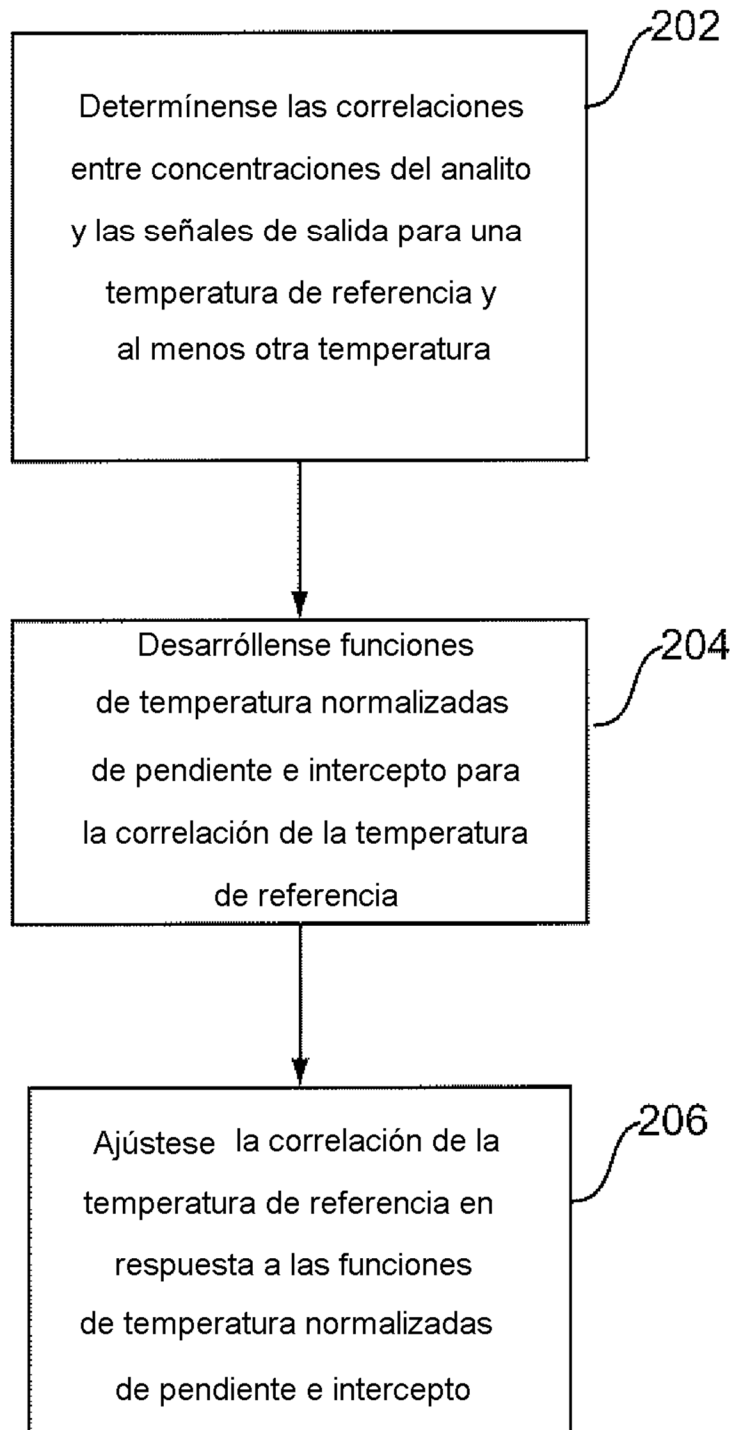 202
Determínense las correlaciones
entre concentraciones del analito
y las señales de salida para una
temperatura de referencia y
al menos otra temperatura
204
Desarróllense funciones
de temperatura normalizadas
de pendiente e intercepto para
la correlación de la temperatura
de referencia
206
Ajústese la correlación de la
temperatura de referencia en
respuesta a las funciones
de temperatura normalizadas
de pendiente e intercepto